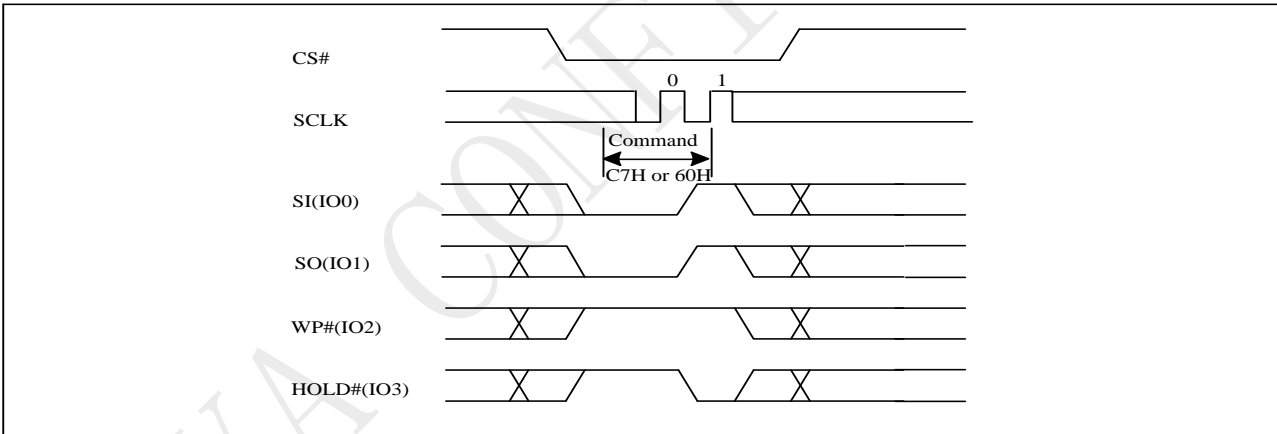 CS#
0 1
SCLK
Command
C7H or 60H
SI(IO0)
SO(IO1)
WP#(IO2)
HOLD#(IO3)